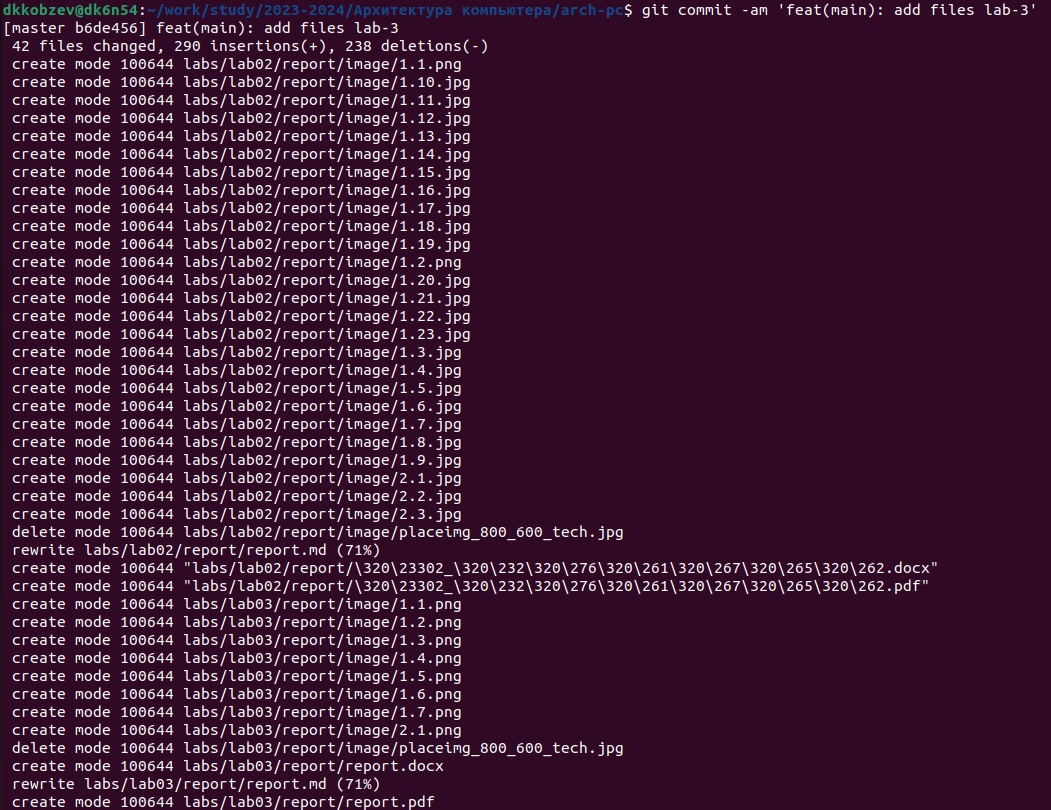 dkkobzev@dk6n54:~/work/study/2023-2024/Архитектура компьютера/arch-pc$ git commit -am 'feat(main): add files lab-3'
[master b6de456] feat(main): add files lab-3
 42 files changed, 290 insertions(+), 238 deletions(-)
 create mode 100644 labs/lab02/report/image/1.1.png
 create mode 100644 labs/lab02/report/image/1.10.jpg
 create mode 100644 labs/lab02/report/image/1.11.jpg
 create mode 100644 labs/lab02/report/image/1.12.jpg
 create mode 100644 labs/lab02/report/image/1.13.jpg
 create mode 100644 labs/lab02/report/image/1.14.jpg
 create mode 100644 labs/lab02/report/image/1.15.jpg
 create mode 100644 labs/lab02/report/image/1.16.jpg
 create mode 100644 labs/lab02/report/image/1.17.jpg
 create mode 100644 labs/lab02/report/image/1.18.jpg
 create mode 100644 labs/lab02/report/image/1.19.jpg
 create mode 100644 labs/lab02/report/image/1.2.png
 create mode 100644 labs/lab02/report/image/1.20.jpg
 create mode 100644 labs/lab02/report/image/1.21.jpg
 create mode 100644 labs/lab02/report/image/1.22.jpg
 create mode 100644 labs/lab02/report/image/1.23.jpg
 create mode 100644 labs/lab02/report/image/1.3.jpg
 create mode 100644 labs/lab02/report/image/1.4.jpg
 create mode 100644 labs/lab02/report/image/1.5.jpg
 create mode 100644 labs/lab02/report/image/1.6.jpg
 create mode 100644 labs/lab02/report/image/1.7.jpg
 create mode 100644 labs/lab02/report/image/1.8.jpg
 create mode 100644 labs/lab02/report/image/1.9.jpg
 create mode 100644 labs/lab02/report/image/2.1.jpg
 create mode 100644 labs/lab02/report/image/2.2.jpg
 create mode 100644 labs/lab02/report/image/2.3.jpg
 delete mode 100644 labs/lab02/report/image/placeimg_800_600_tech.jpg
 rewrite labs/lab02/report/report.md (71%)
 create mode 100644 "labs/lab02/report/\320\23302_\320\232\320\276\320\261\320\267\320\265\320\262.docx"
 create mode 100644 "labs/lab02/report/\320\23302_\320\232\320\276\320\261\320\267\320\265\320\262.pdf"
 create mode 100644 labs/lab03/report/image/1.1.png
 create mode 100644 labs/lab03/report/image/1.2.png
 create mode 100644 labs/lab03/report/image/1.3.png
 create mode 100644 labs/lab03/report/image/1.4.png
 create mode 100644 labs/lab03/report/image/1.5.png
 create mode 100644 labs/lab03/report/image/1.6.png
 create mode 100644 labs/lab03/report/image/1.7.png
 create mode 100644 labs/lab03/report/image/2.1.png
 delete mode 100644 labs/lab03/report/image/placeimg_800_600_tech.jpg
 create mode 100644 labs/lab03/report/report.docx
 rewrite labs/lab03/report/report.md (71%)
 create mode 100644 labs/lab03/report/report.pdf